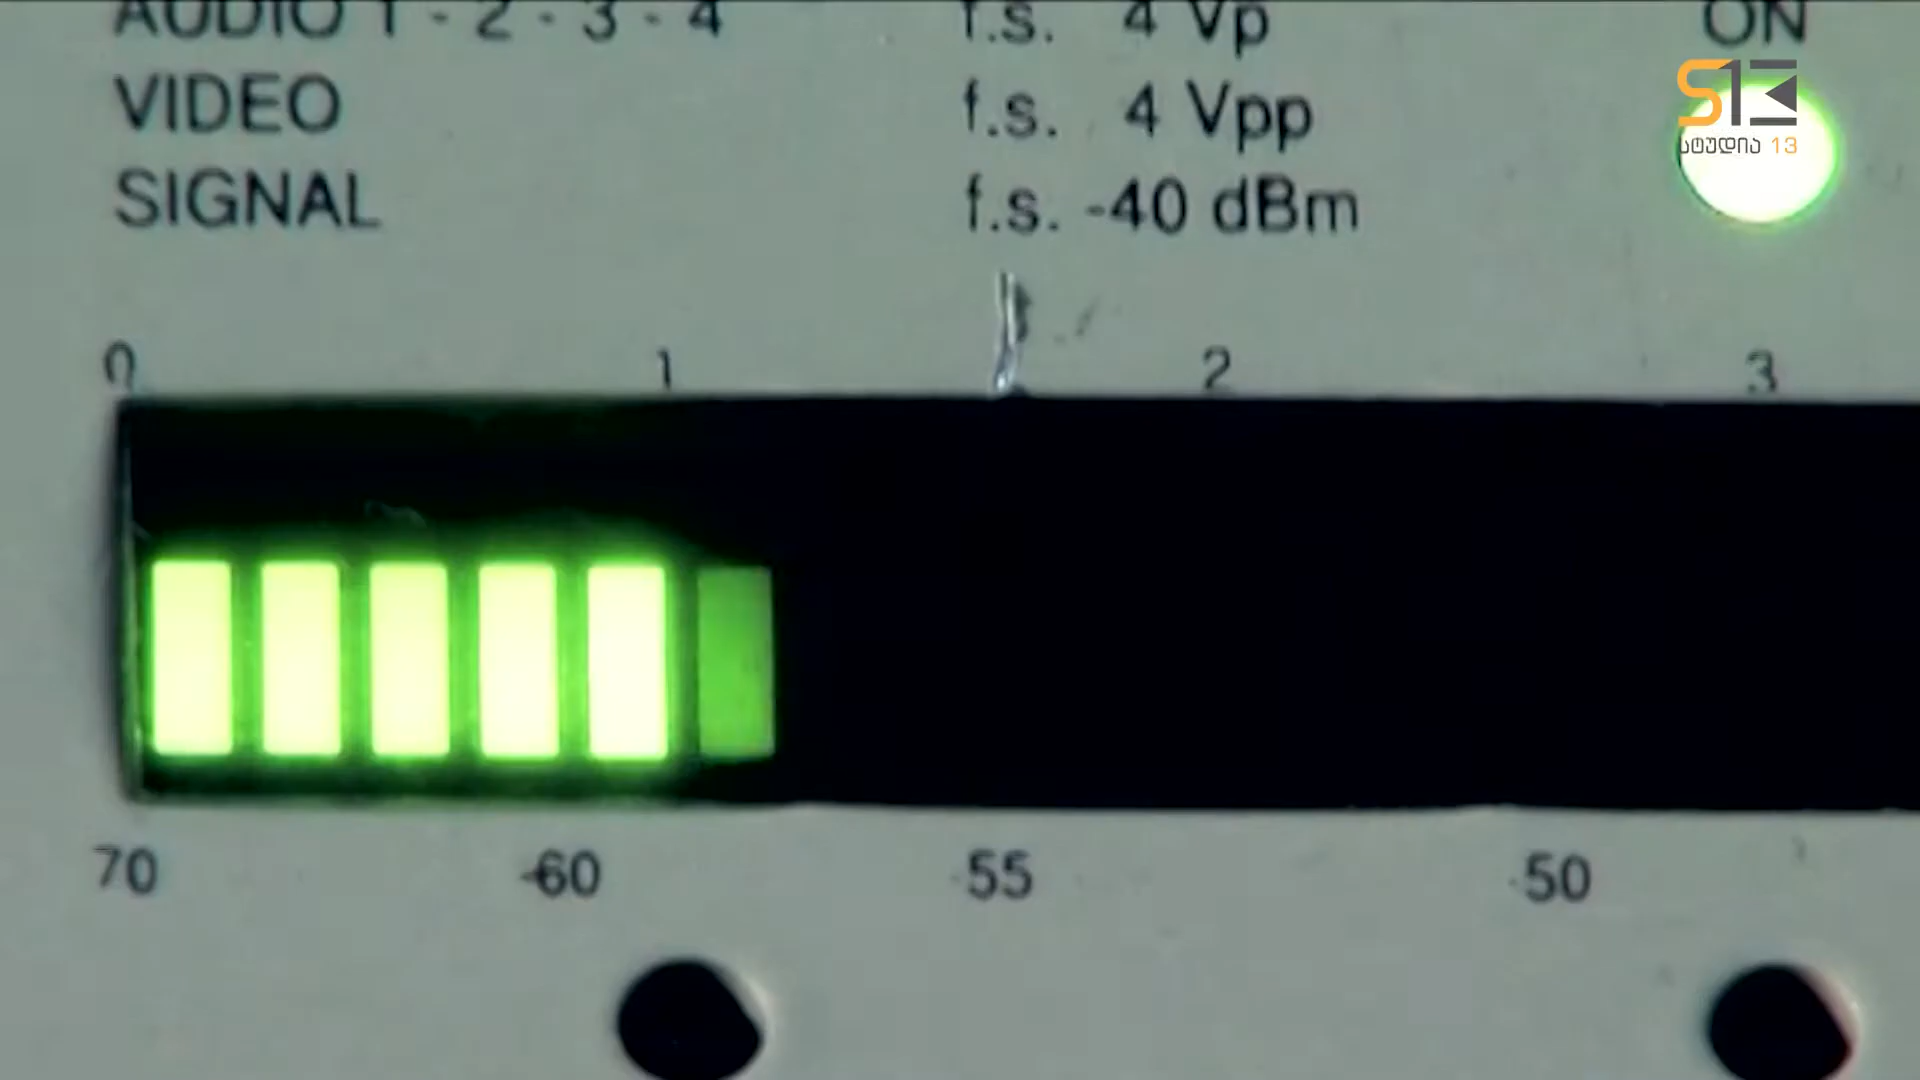 AUDIO 1 - 2 - 3 - 4 f.s. 4 Vp ON
VIDEO f.s. 4 Vpp
SIGNAL f.s. -40 dBm
S13
სტუდია 13
0 1 2 3
70 -60 -55 -50